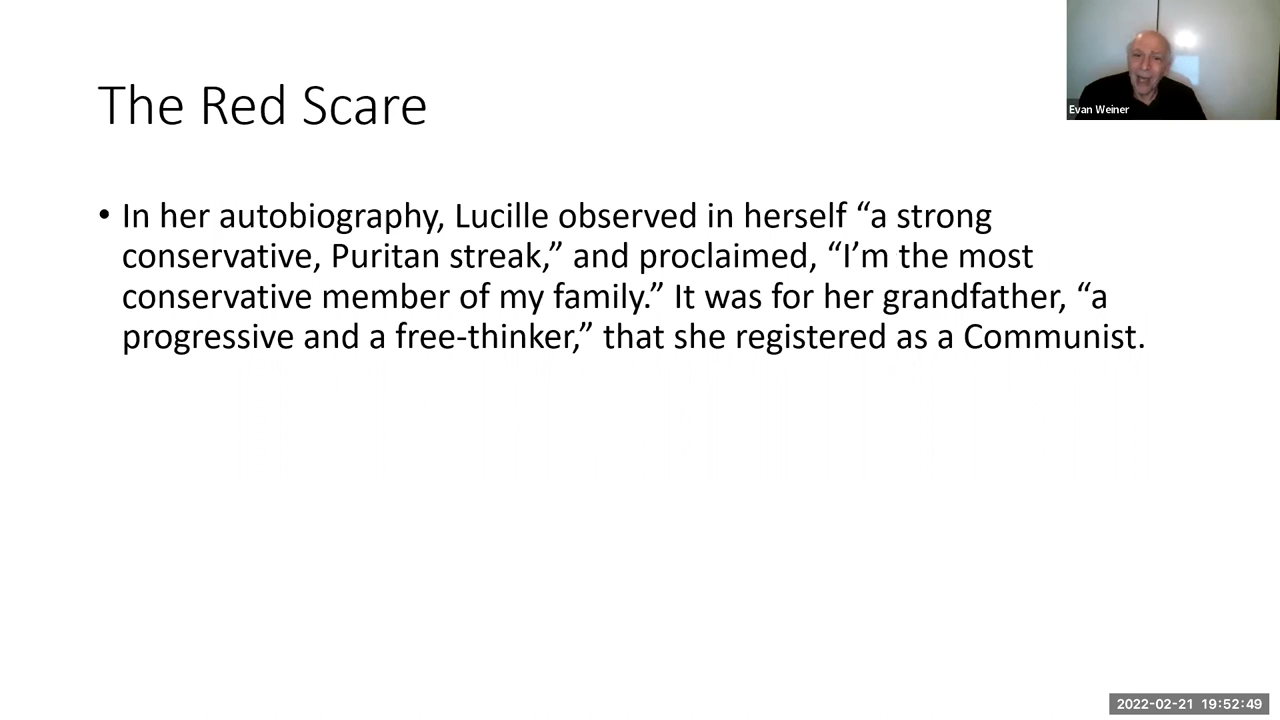 The Red Scare
Evan Weiner
• In her autobiography, Lucille observed in herself “a strong
conservative, Puritan streak,” and proclaimed, “I’m the most
conservative member of my family.” It was for her grandfather, “a
progressive and a free-thinker,” that she registered as a Communist.
2022-02-21 19:52:49